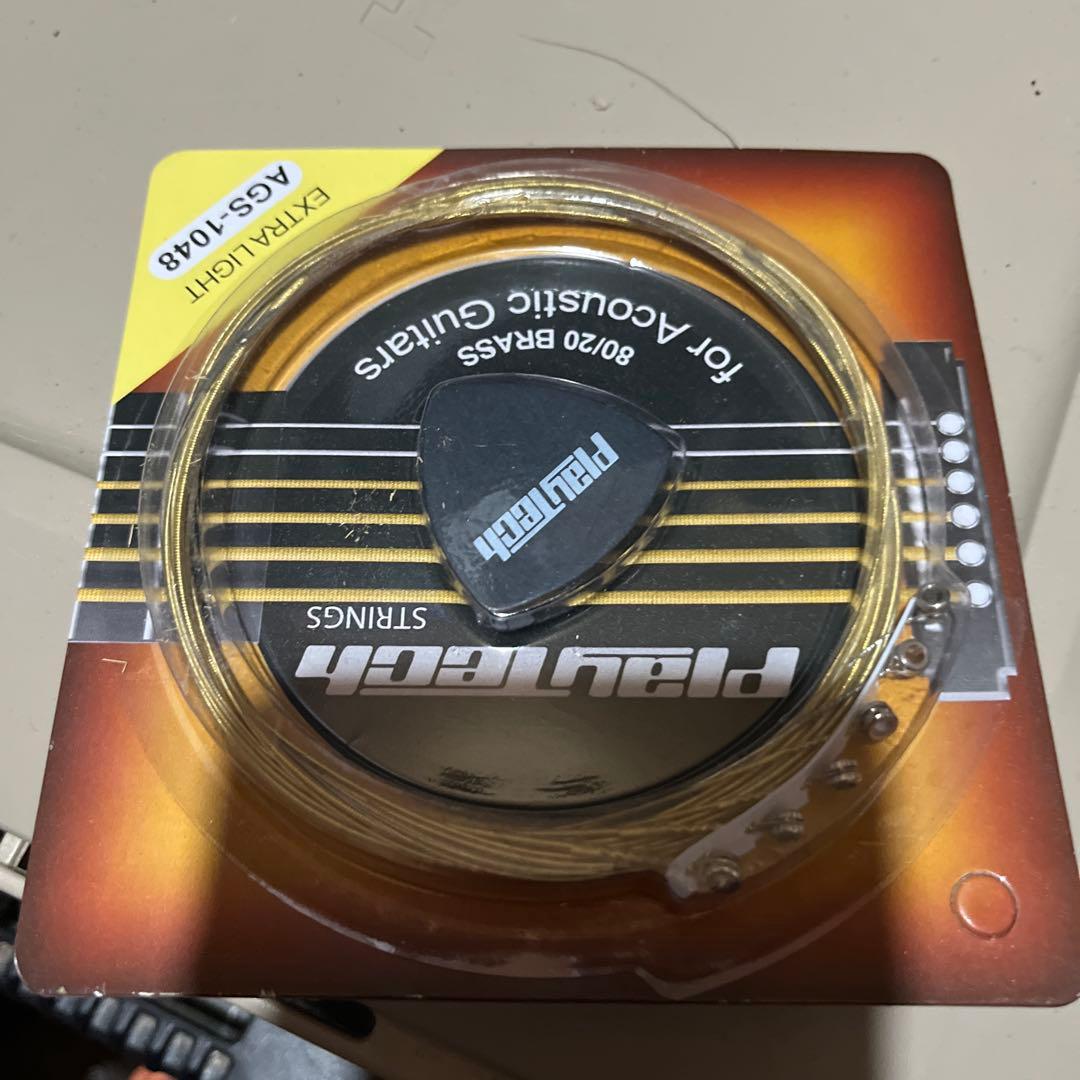 PLAYTECH
STRINGS
PLAYTECH
80/20 BRASS
for Acoustic Guitars
EXTRA LIGHT
AGS-1048